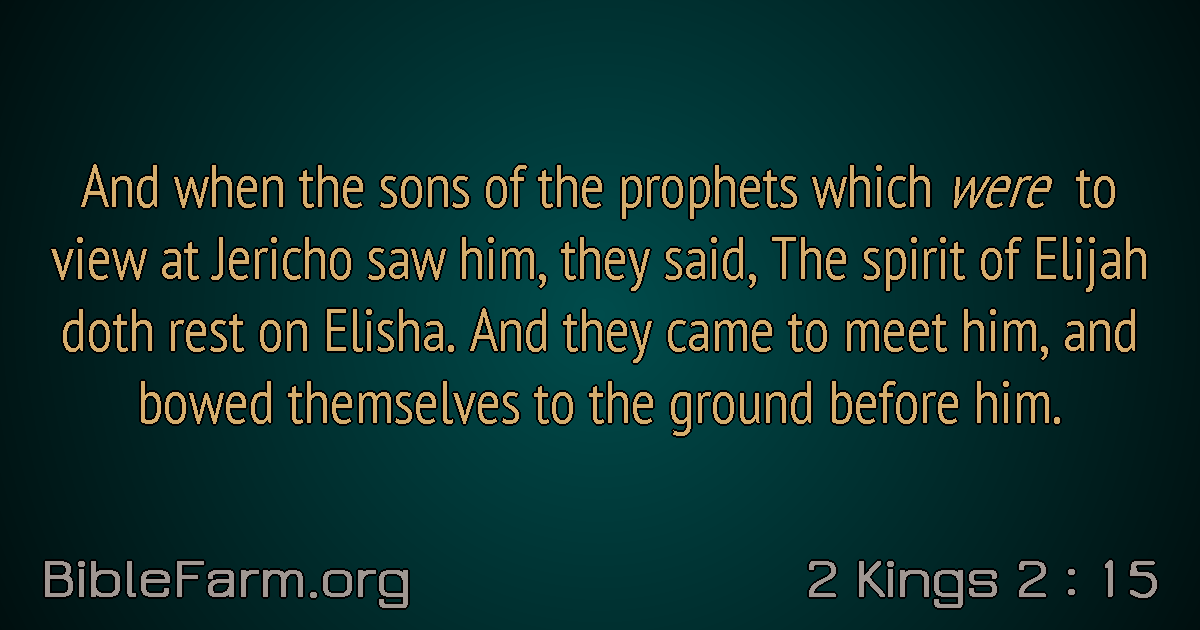 And when the sons of the prophets which were to
view at Jericho saw him, they said, The spirit of Elijah
doth rest on Elisha. And they came to meet him, and
bowed themselves to the ground before him.
BibleFarm.org
2 Kings 2 : 15